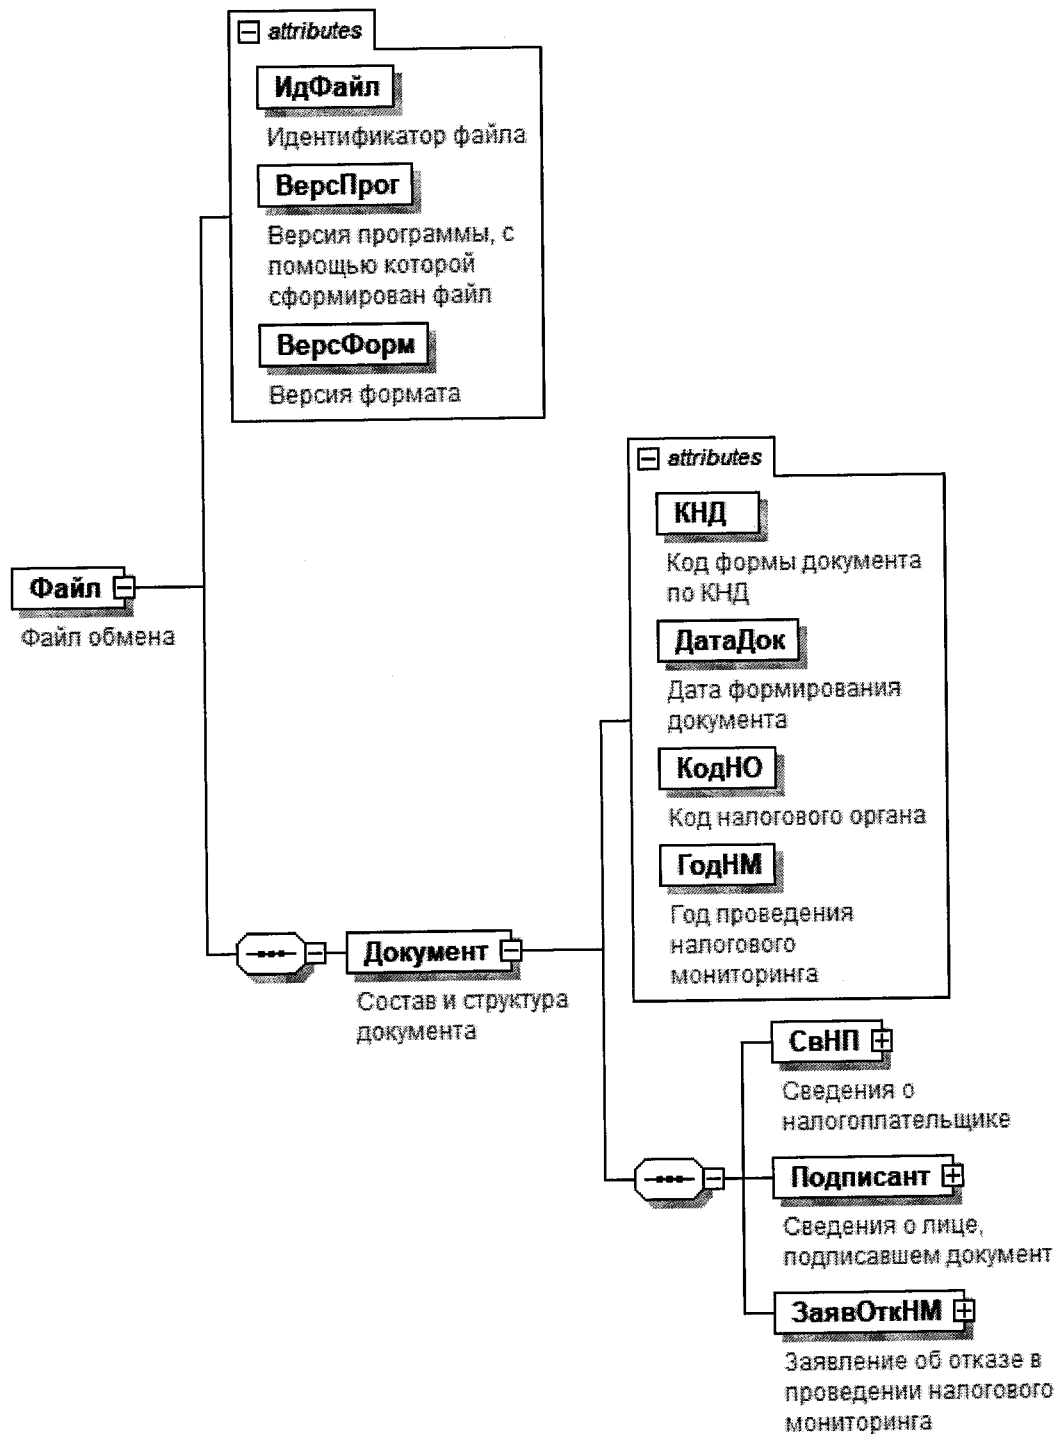 attributes
ИдФайл
Идентификатор файла
ВерсПрог
Версия программы, с
помощью которой
сформирован файл
ВерсФорм
Версия формата
Файл
Файл обмена
attributes
КНД
Код формы документа
по КНД
ДатаДок
Дата формирования
документа
КодНО
Код налогового органа
ГодНМ
Год проведения
налогового
мониторинга
Документ
Состав и структура
документа
СвНП
Сведения о
налогоплательщике
Подписант
Сведения о лице,
подписавшем документ
ЗаявОткНМ
Заявление об отказе в
проведении налогового
мониторинга